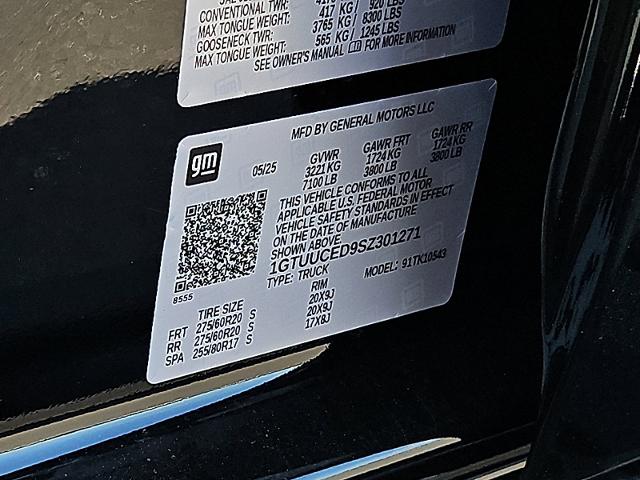 CONVENTIONAL TWR: 417 KG / 920 LBS
MAX TONGUE WEIGHT: 3765 KG / 8300 LBS
GOOSENECK TWR: 565 KG / 1245 LBS
MAX TONGUE WEIGHT:
SEE OWNER'S MANUAL FOR MORE INFORMATION
gm
MFD BY GENERAL MOTORS LLC
05/25 GVWR GAWR FRT GAWR RR
3221 KG 1724 KG 1724 KG
7100 LB 3800 LB 3800 LB
THIS VEHICLE CONFORMS TO ALL
APPLICABLE U.S. FEDERAL MOTOR
VEHICLE SAFETY STANDARDS IN EFFECT
ON THE DATE OF MANUFACTURE
SHOWN ABOVE.
1GTUUCED9SZ301271
TYPE: TRUCK MODEL: 91TK10543
8555
TIRE SIZE RIM
FRT 275/60R20 S 20X9J
RR 275/60R20 S 20X9J
SPA 255/80R17 S 17X8J